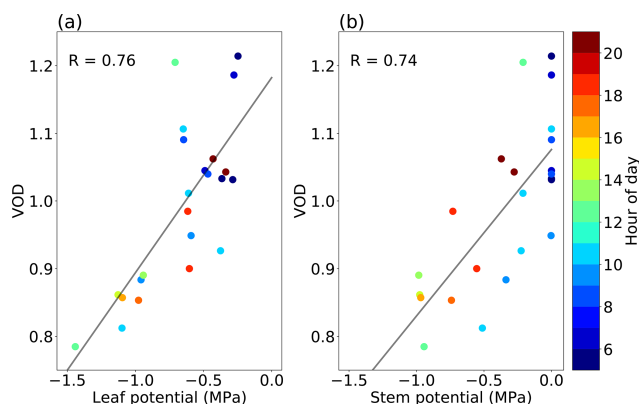 (a)
R = 0.76
VOD
1.2
1.1
1.0
0.9
0.8
−1.5 −1.0 −0.5 0.0
Leaf potential (MPa)
(b)
R = 0.74
VOD
1.2
1.1
1.0
0.9
0.8
−1.5 −1.0 −0.5 0.0
Stem potential (MPa)
20
18
16
14
12
10
8
6
Hour of day